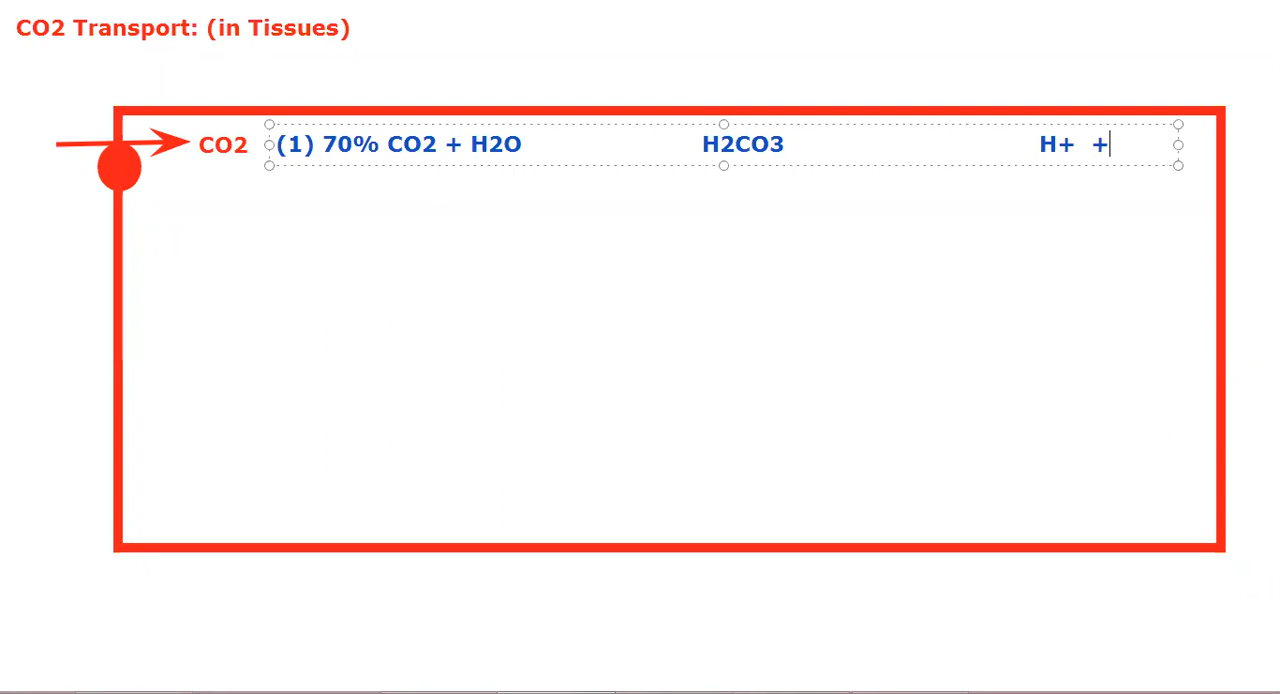 CO2 Transport: (in Tissues)
CO2 (1) 70% CO2 + H2O H2CO3 H+ +